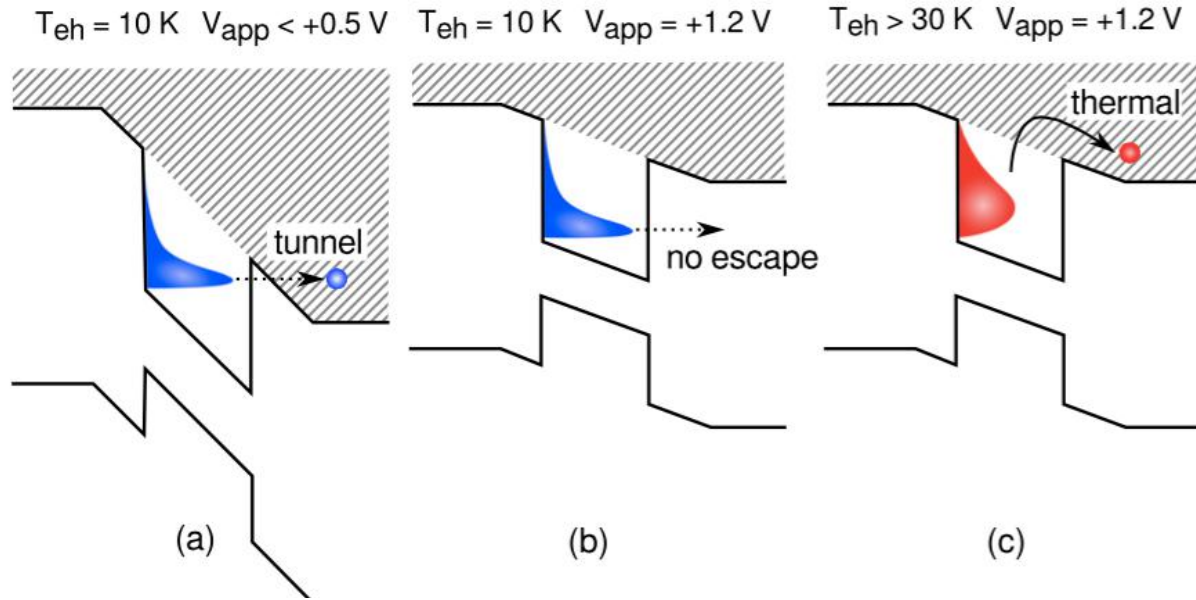 T_eh = 10 K V_app < +0.5 V
T_eh = 10 K V_app = +1.2 V
T_eh > 30 K V_app = +1.2 V
tunnel
no escape
thermal
(a)
(b)
(c)